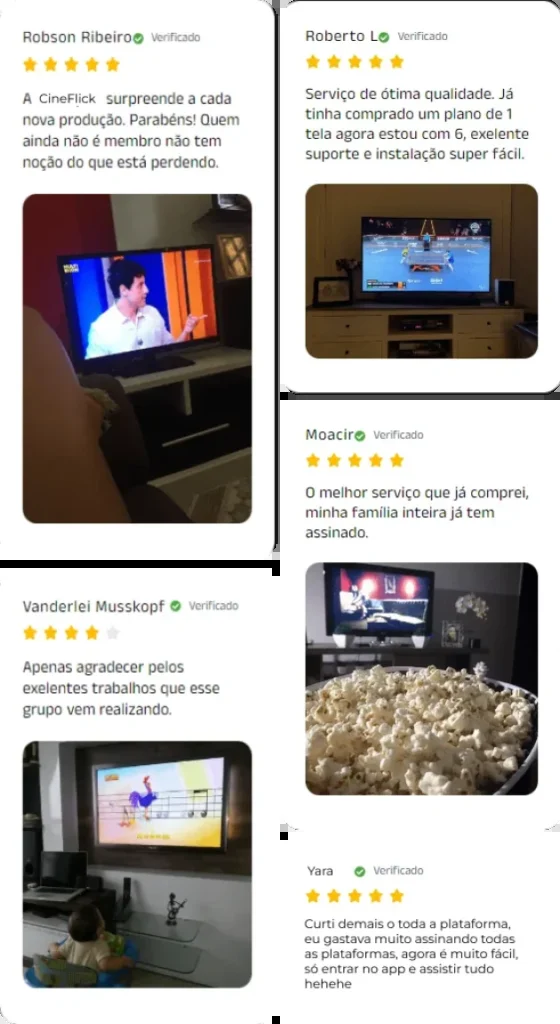 Robson Ribeiro Verificado
A CineFlick surpreende a cada
nova produção. Parabéns! Quem
ainda não é membro não tem
noção do que está perdendo.
Vanderlei Musskopf Verificado
Apenas agradecer pelos
exelentes trabalhos que esse
grupo vem realizando.
Roberto L Verificado
Serviço de ótima qualidade. Já
tinha comprado um plano de 1
tela agora estou com 6, exelente
suporte e instalação super fácil.
Moacir Verificado
O melhor serviço que já comprei,
minha família inteira já tem
assinado.
Yara Verificado
Curti demais o toda a plataforma,
eu gastava muito assinando todas
as plataformas, agora é muito fácil,
só entrar no app e assistir tudo
hehehe